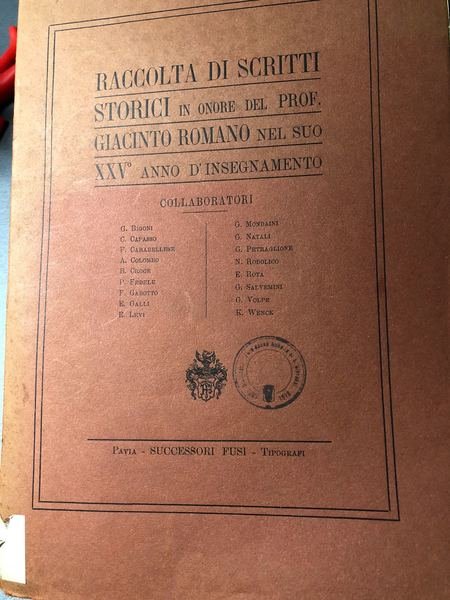 RACCOLTA DI SCRITTI
STORICI IN ONORE DEL PROF.
GIACINTO ROMANO NEL SUO
XXV° ANNO D'INSEGNAMENTO
COLLABORATORI
G. Bigoni
C. Capasso
F. Carabellese
A. Colombo
B. Croce
P. Fedele
F. Gabotto
E. Galli
E. Levi
G. Mondaini
G. Natali
G. Petraglione
N. Rodolico
E. Rota
G. Salvemini
G. Volpe
K. Wenck
Pavia - SUCCESSORI FUSI - Tipografi